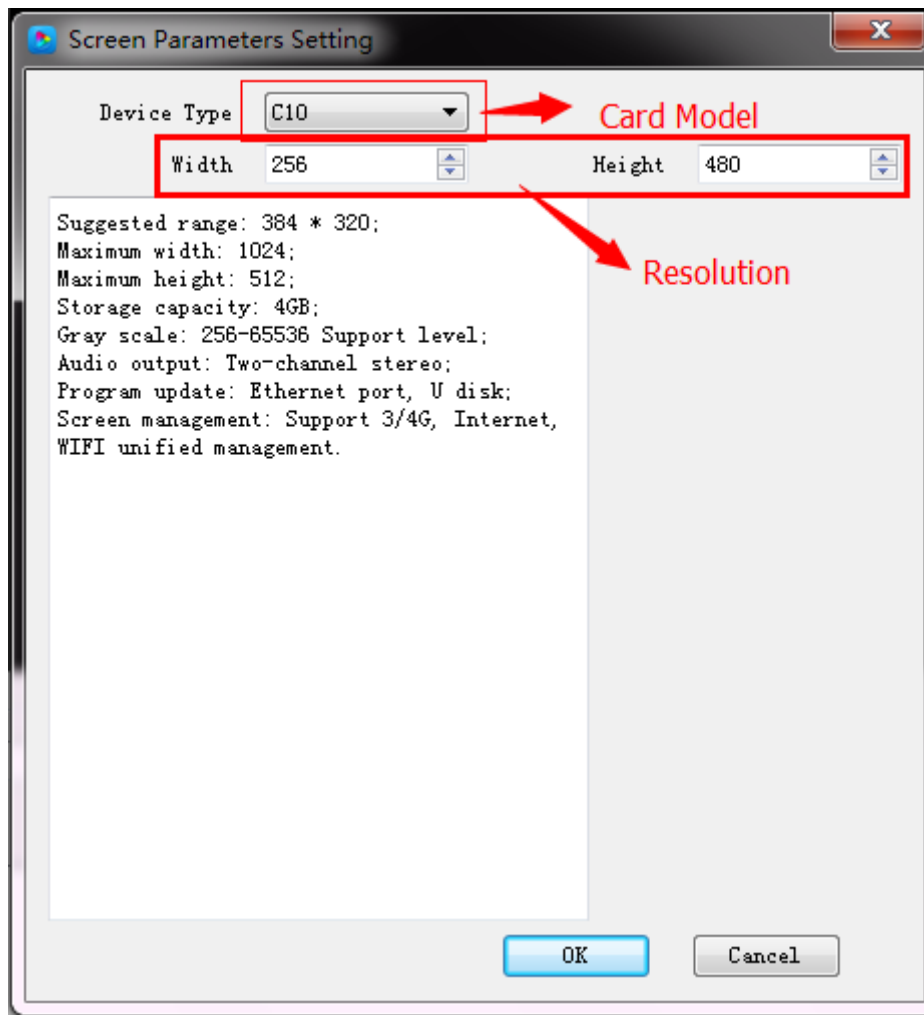 Screen Parameters Setting
Device Type C10 Card Model
Width 256 Height 480
Resolution
Suggested range: 384 * 320;
Maximum width: 1024;
Maximum height: 512;
Storage capacity: 4GB;
Gray scale: 256-65536 Support level;
Audio output: Two-channel stereo;
Program update: Ethernet port, U disk;
Screen management: Support 3/4G, Internet,
WIFI unified management.
OK Cancel